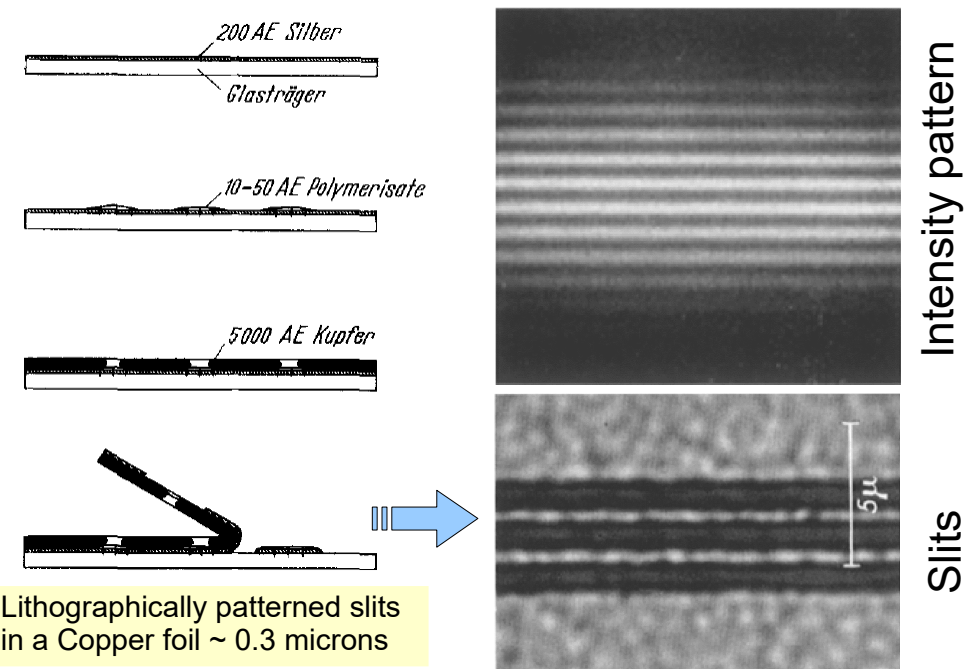 200 AE Silber
Glasträger
10-50 AE Polymerisate
5000 AE Kupfer
Lithographically patterned slits
in a Copper foil ~ 0.3 microns
Intensity pattern
5μ
Slits